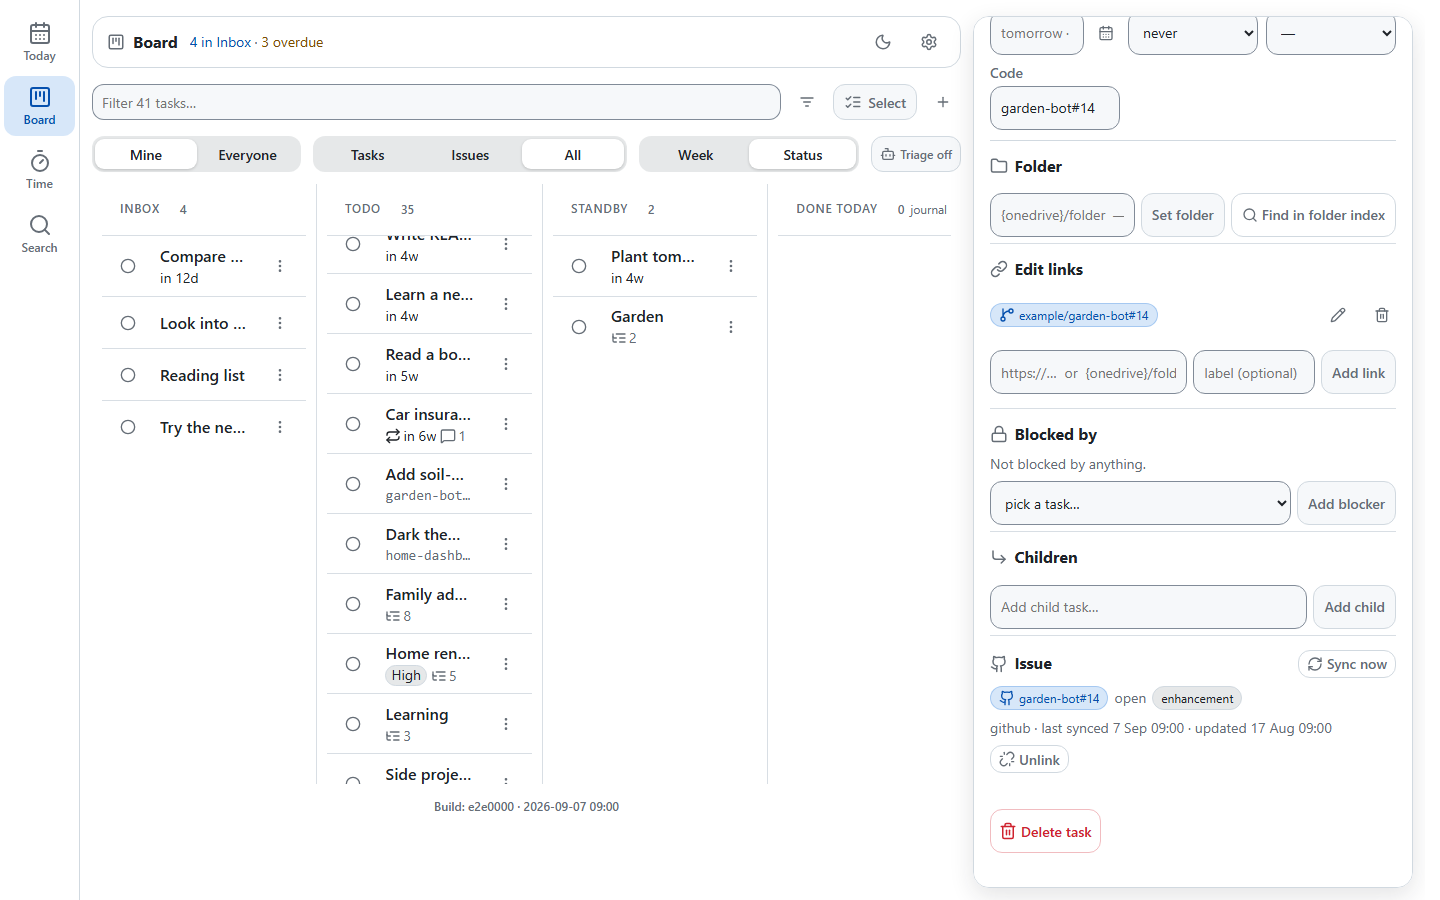 Today
Board
Time
Search
Board 4 in Inbox · 3 overdue
Filter 41 tasks...
Select
Mine Everyone Tasks Issues All Week Status Triage off
INBOX 4
Compare ...
in 12d
Look into ...
Reading list
Try the ne...
TODO 35
in 4w
Learn a ne...
in 4w
Read a bo...
in 5w
Car insura...
in 6w 1
Add soil-...
garden-bot...
Dark the...
home-dashb...
Family ad...
8
Home ren...
High 5
Learning
3
Side proje...
STANDBY 2
Plant tom...
in 4w
Garden
2
DONE TODAY 0 journal
Build: e2e0000 · 2026-09-07 09:00
tomorrow · never —
Code
garden-bot#14
Folder
{onedrive}/folder — Set folder Find in folder index
Edit links
example/garden-bot#14
https://... or {onedrive}/fold label (optional) Add link
Blocked by
Not blocked by anything.
pick a task... Add blocker
Children
Add child task... Add child
Issue Sync now
garden-bot#14 open enhancement
github · last synced 7 Sep 09:00 · updated 17 Aug 09:00
Unlink
Delete task